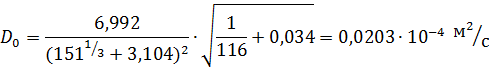 D₀ = 6,992 / (151^(1/3) + 3,104)² · √(1/116 + 0,034) = 0,0203 · 10⁻⁴ м²/с